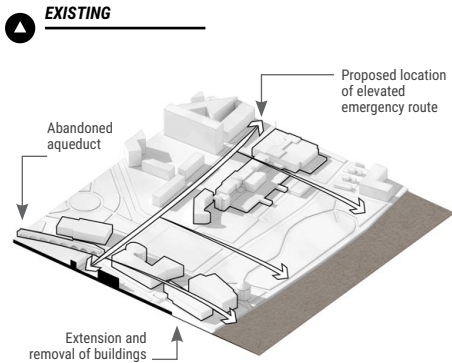 EXISTING
Proposed location
of elevated
emergency route
Abandoned
aqueduct
Extension and
removal of buildings